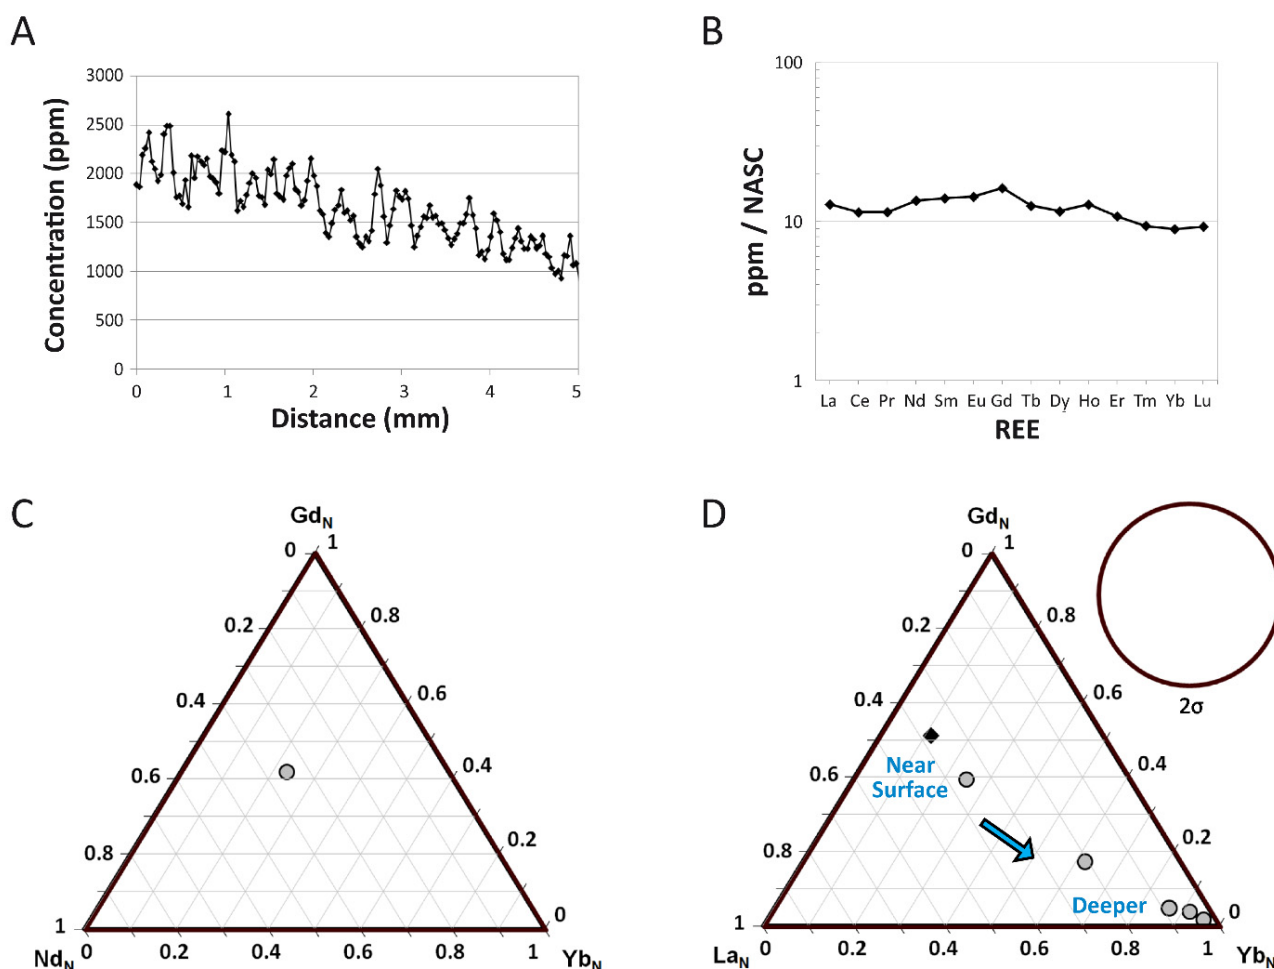 A
3000
2500
2000
1500
1000
500
0
Concentration (ppm)
0 1 2 3 4 5
Distance (mm)
B
100
10
1
ppm / NASC
La Ce Pr Nd Sm Eu Gd Tb Dy Ho Er Tm Yb Lu
REE
C
GdN
0 1
0.2 0.8
0.4 0.6
0.6 0.4
0.8 0.2
1 0
NdN 0 0.2 0.4 0.6 0.8 1 YbN
D
GdN
0 1
0.2 0.8
0.4 0.6
0.6 0.4
0.8 0.2
1 0
LaN 0 0.2 0.4 0.6 0.8 1 YbN
2σ
Near
Surface
Deeper